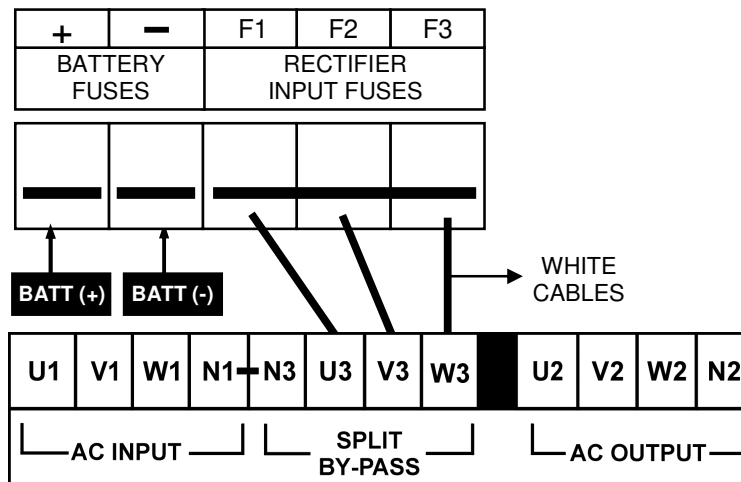 + − F1 F2 F3
BATTERY FUSES
RECTIFIER INPUT FUSES
BATT (+) BATT (-)
WHITE CABLES
U1 V1 W1 N1 N3 U3 V3 W3 U2 V2 W2 N2
AC INPUT
SPLIT BY-PASS
AC OUTPUT